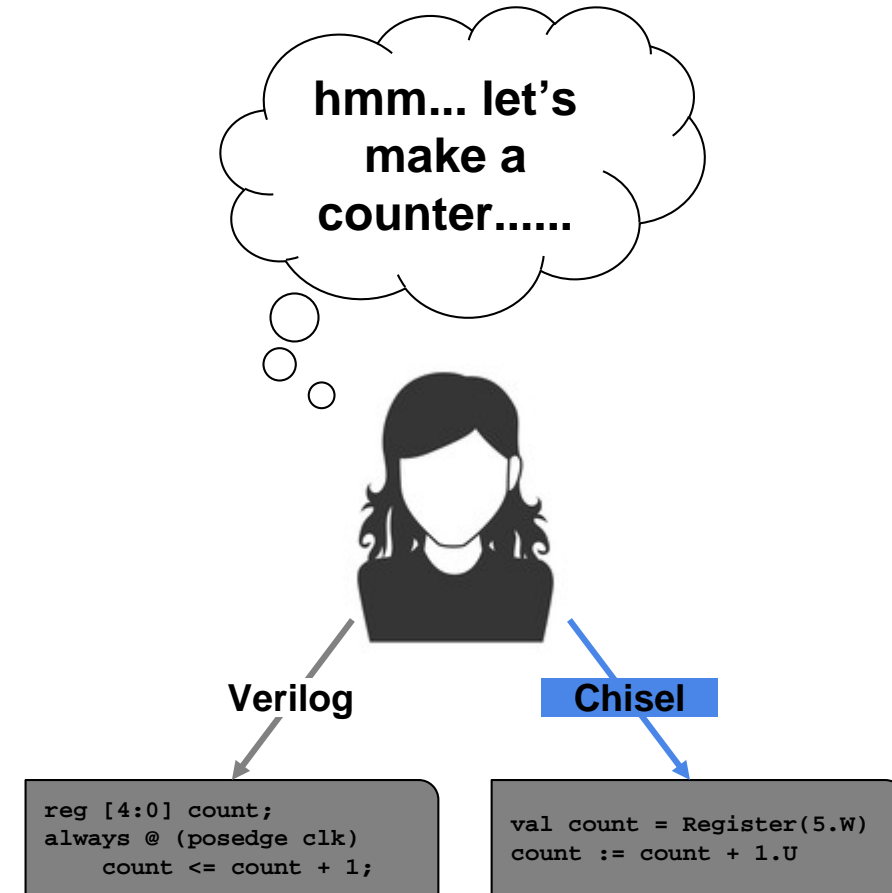 hmm... let’s
make a
counter......
Verilog
Chisel
reg [4:0] count;
always @ (posedge clk)
    count <= count + 1;
val count = Register(5.W)
count := count + 1.U